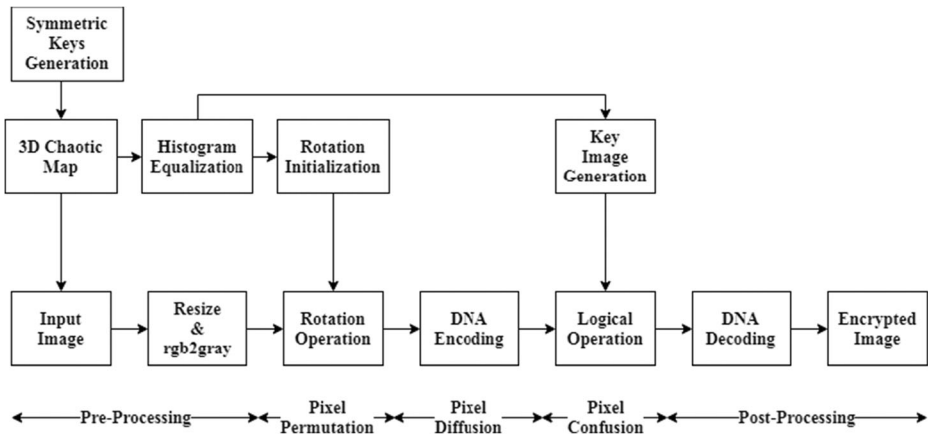 Symmetric
Keys
Generation
3D Chaotic
Map
Histogram
Equalization
Rotation
Initialization
Key
Image
Generation
Input
Image
Resize
&
rgb2gray
Rotation
Operation
DNA
Encoding
Logical
Operation
DNA
Decoding
Encrypted
Image
Pre-Processing
Pixel
Permutation
Pixel
Diffusion
Pixel
Confusion
Post-Processing